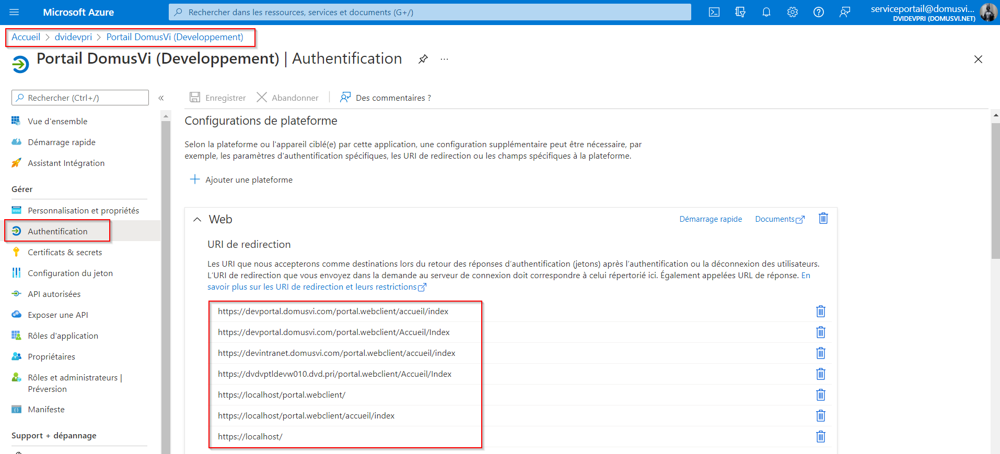 Microsoft Azure
Rechercher dans les ressources, services et documents (G+/)
serviceportail@domusvi...
DVIDEVPRI (DOMUSVI.NET)
Accueil > dvidevpri > Portail DomusVi (Developpement)
Portail DomusVi (Developpement) | Authentification
Rechercher (Ctrl+/)
«
Enregistrer
Abandonner
Des commentaires ?
Vue d'ensemble
Démarrage rapide
Assistant Intégration
Gérer
Personnalisation et propriétés
Authentification
Certificats & secrets
Configuration du jeton
API autorisées
Exposer une API
Rôles d'application
Propriétaires
Rôles et administrateurs |
Préversion
Manifeste
Support + dépannage
Configurations de plateforme
Selon la plateforme ou l'appareil ciblé(e) par cette application, une configuration supplémentaire peut être nécessaire, par
exemple, les paramètres d'authentification spécifiques, les URI de redirection ou les champs spécifiques à la plateforme.
Ajouter une plateforme
Web
Démarrage rapide
Documents
URI de redirection
Les URI que nous accepterons comme destinations lors du retour des réponses d’authentification (jetons) après l’authentification ou la déconnexion des utilisateurs.
L’URI de redirection que vous envoyez dans la demande au serveur de connexion doit correspondre à celui répertorié ici. Également appelées URL de réponse. En
savoir plus sur les URI de redirection et leurs restrictions
https://devportal.domusvi.com/portal.webclient/accueil/index
https://devportal.domusvi.com/portal.webclient/Accueil/Index
https://devintranet.domusvi.com/portal.webclient/accueil/index
https://dvdvptldevw010.dvd.pri/portal.webclient/Accueil/Index
https://localhost/portal.webclient/
https://localhost/portal.webclient/accueil/index
https://localhost/